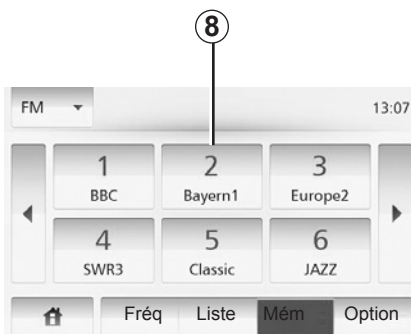 8
FM 13:07
1 2 3
BBC Bayern1 Europe2
4 5 6
SWR3 Classic JAZZ
Fréq Liste Mém Option